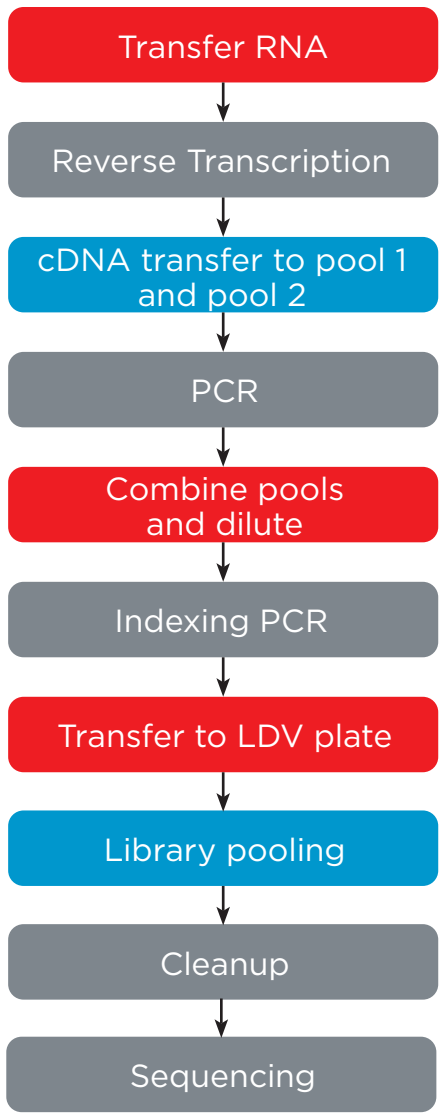 Transfer RNA
Reverse Transcription
cDNA transfer to pool 1
and pool 2
PCR
Combine pools
and dilute
Indexing PCR
Transfer to LDV plate
Library pooling
Cleanup
Sequencing